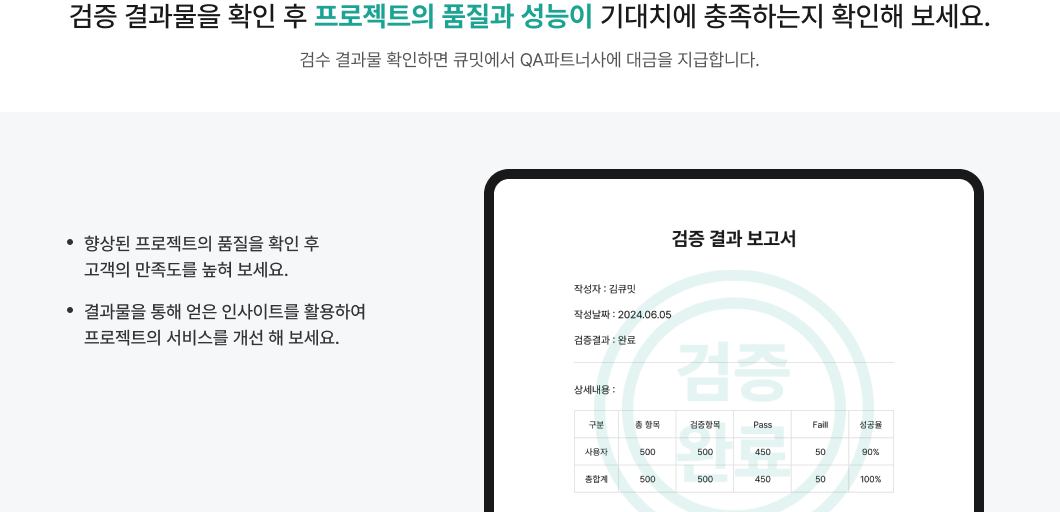 검증 결과물을 확인 후 프로젝트의 품질과 성능이 기대치에 충족하는지 확인해 보세요.
검수 결과물 확인하면 큐밋에서 QA파트너사에 대금을 지급합니다.
• 향상된 프로젝트의 품질을 확인 후
고객의 만족도를 높혀 보세요.
• 결과물을 통해 얻은 인사이트를 활용하여
프로젝트의 서비스를 개선 해 보세요.
검증 결과 보고서
작성자 : 김큐밋
작성날짜 : 2024.06.05
검증결과 : 완료
검증
완료
상세내용 :
구분 총 항목 검증항목 Pass Faill 성공율
사용자 500 500 450 50 90%
총합계 500 500 450 50 100%